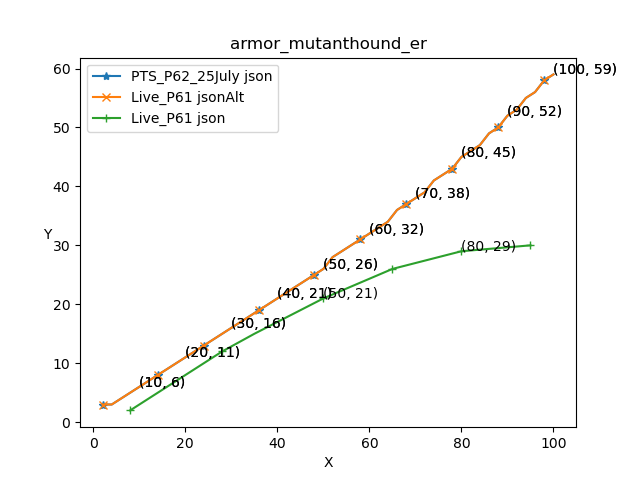 armor_mutanthound_er
PTS_P62_25July json
Live_P61 jsonAlt
Live_P61 json
(100, 59)
(90, 52)
(80, 45)
(70, 38)
(60, 32)
(50, 26)
(80, 29)
(40, 21)
(50, 21)
(30, 16)
(20, 11)
(10, 6)
60
50
40
30
20
10
0
Y
0 20 40 60 80 100
X